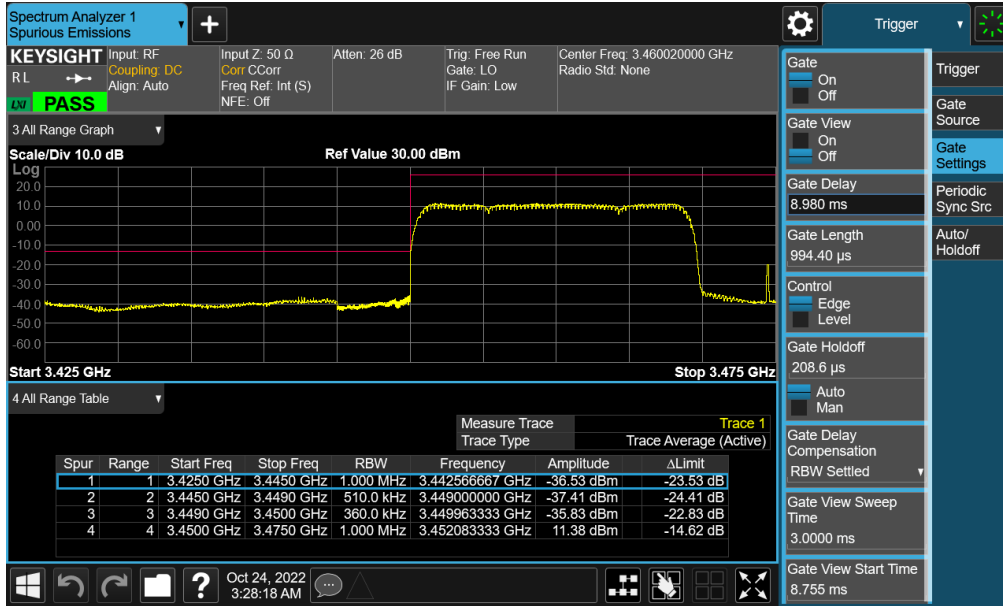 Spectrum Analyzer 1
Spurious Emissions
Trigger
KEYSIGHT
R L
LXI PASS
Input: RF
Coupling: DC
Align: Auto
Input Z: 50 Ω
Corr CCorr
Freq Ref: Int (S)
NFE: Off
Atten: 26 dB
Trig: Free Run
Gate: LO
IF Gain: Low
Center Freq: 3.460020000 GHz
Radio Std: None
3 All Range Graph
Scale/Div 10.0 dB
Ref Value 30.00 dBm
Log
20.0
10.0
0.00
-10.0
-20.0
-30.0
-40.0
-50.0
-60.0
Start 3.425 GHz
Stop 3.475 GHz
4 All Range Table
Measure Trace Trace 1
Trace Type Trace Average (Active)
Spur Range Start Freq Stop Freq RBW Frequency Amplitude ΔLimit
1 1 3.4250 GHz 3.4450 GHz 1.000 MHz 3.442566667 GHz -36.53 dBm -23.53 dB
2 2 3.4450 GHz 3.4490 GHz 510.0 kHz 3.449000000 GHz -37.41 dBm -24.41 dB
3 3 3.4490 GHz 3.4500 GHz 360.0 kHz 3.449963333 GHz -35.83 dBm -22.83 dB
4 4 3.4500 GHz 3.4750 GHz 1.000 MHz 3.452083333 GHz 11.38 dBm -14.62 dB
?
Oct 24, 2022
3:28:18 AM
Gate
On
Off
Gate View
On
Off
Gate Delay
8.980 ms
Gate Length
994.40 µs
Control
Edge
Level
Gate Holdoff
208.6 µs
Auto
Man
Gate Delay
Compensation
RBW Settled
Gate View Sweep
Time
3.0000 ms
Gate View Start Time
8.755 ms
Trigger
Gate
Source
Gate
Settings
Periodic
Sync Src
Auto/
Holdoff